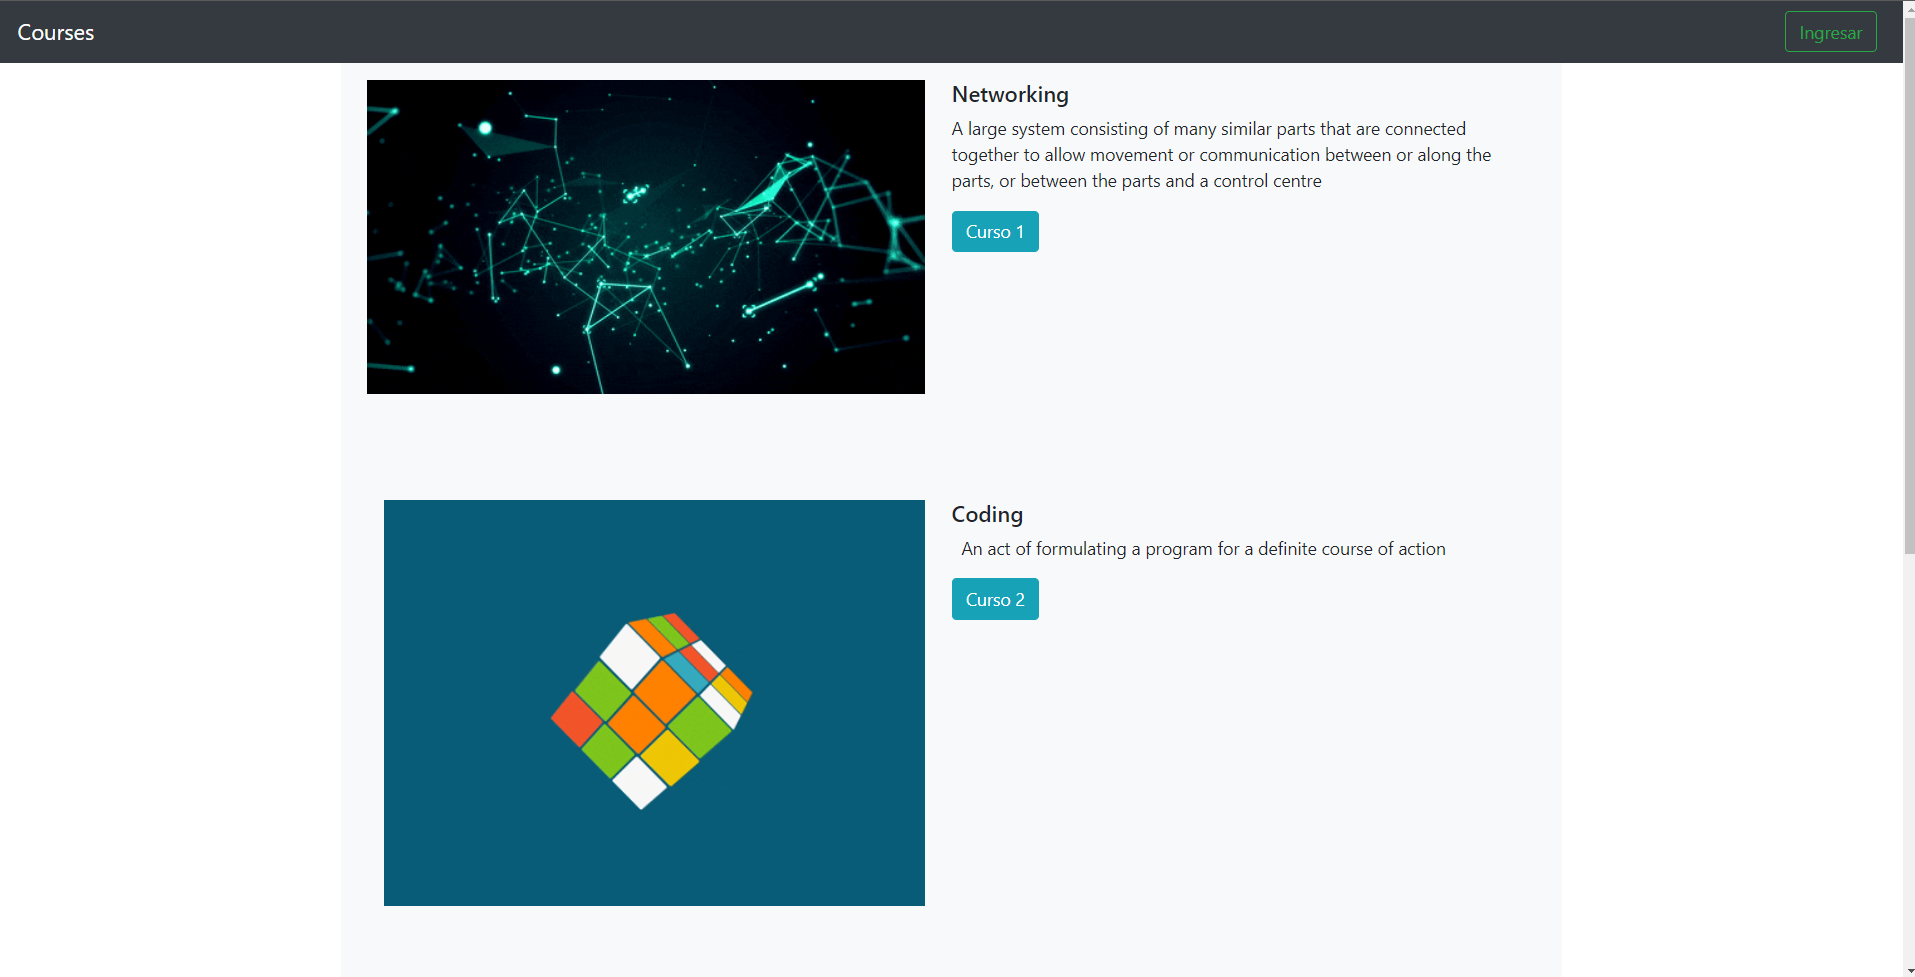 Courses
Ingresar
Networking
A large system consisting of many similar parts that are connected
together to allow movement or communication between or along the
parts, or between the parts and a control centre
Curso 1
Coding
An act of formulating a program for a definite course of action
Curso 2